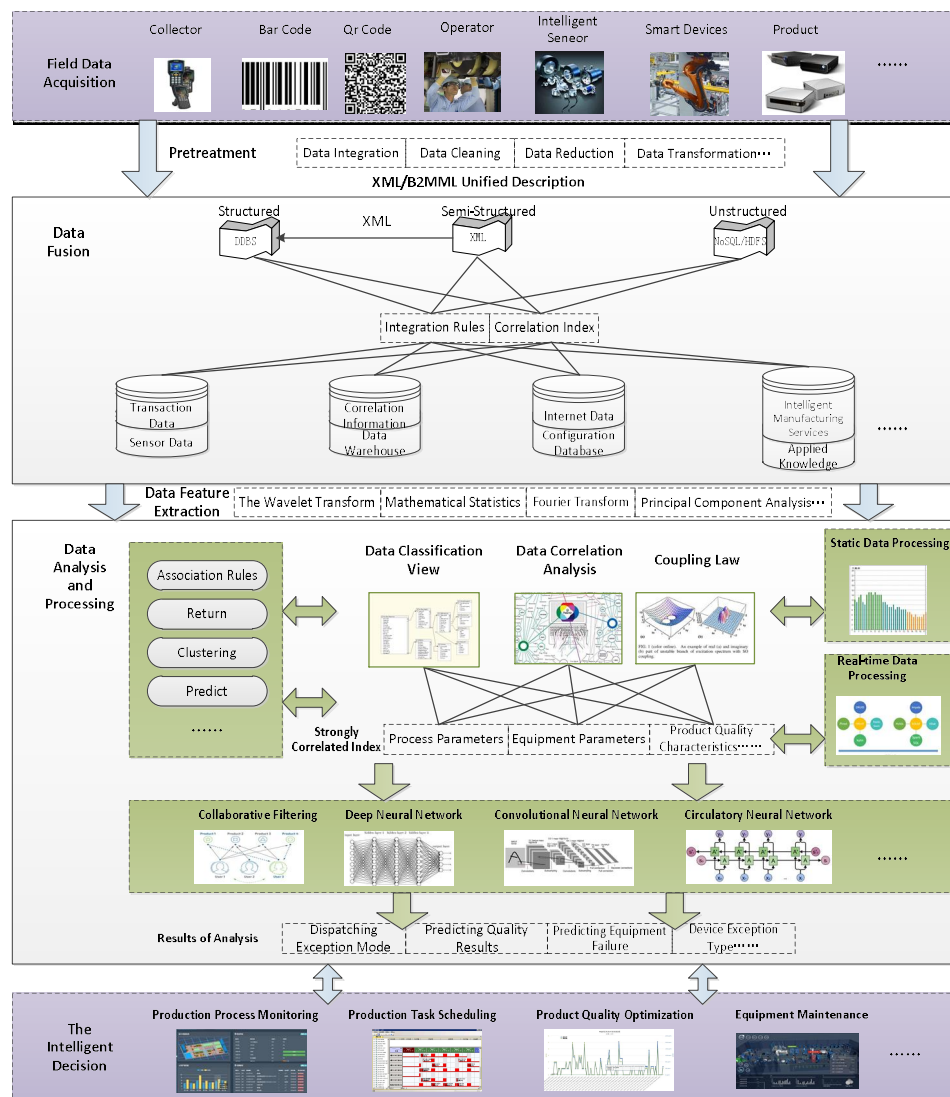 Field Data
Acquisition
Collector
Bar Code
Qr Code
Operator
Intelligent
Seneor
Smart Devices
Product
······
Pretreatment
Data Integration
Data Cleaning
Data Reduction
Data Transformation···
XML/B2MML Unified Description
Data
Fusion
Structured
DDBS
XML
Semi-Structured
XML
Unstructured
NoSQL/HDFS
Integration Rules
Correlation Index
Transaction
Data
Sensor Data
Correlation
Information
Data
Warehouse
Internet Data
Configuration
Database
Intelligent
Manufacturing
Services
Applied
Knowledge
······
Data Feature
Extraction
The Wavelet Transform
Mathematical Statistics
Fourier Transform
Principal Component Analysis···
Data
Analysis
and
Processing
Association Rules
Return
Clustering
Predict
······
Data Classification
View
Data Correlation
Analysis
Coupling Law
Static Data Processing
Real-time Data
Processing
Strongly
Correlated Index
Process Parameters
Equipment Parameters
Product Quality
Characteristics······
Collaborative Filtering
Deep Neural Network
Convolutional Neural Network
Circulatory Neural Network
······
Results of Analysis
Dispatching
Exception Mode
Predicting Quality
Results
Predicting Equipment
Failure
Device Exception
Type······
The
Intelligent
Decision
Production Process Monitoring
Production Task Scheduling
Product Quality Optimization
Equipment Maintenance
······